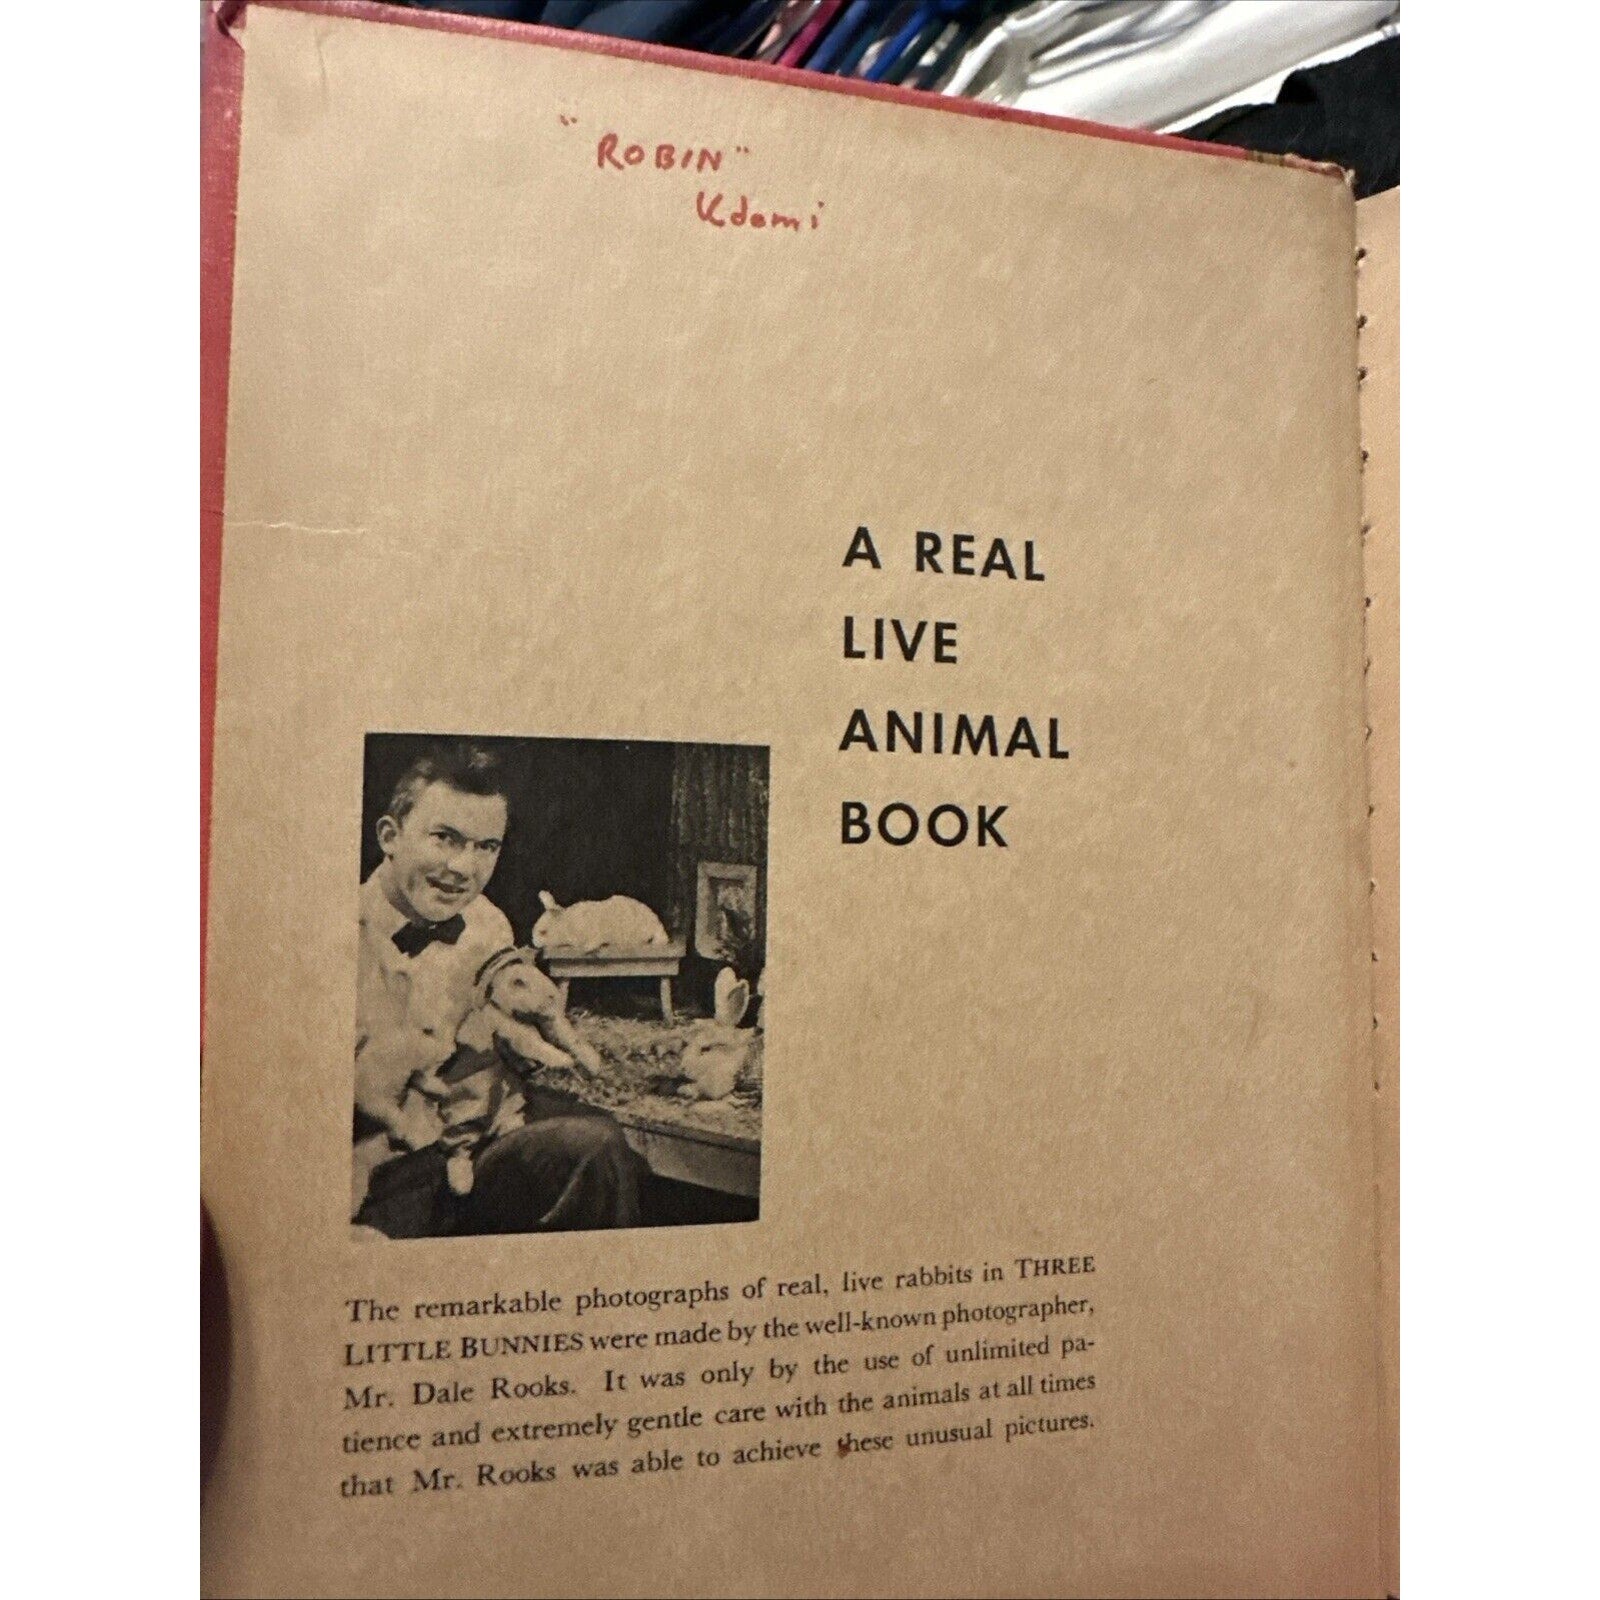 "ROBIN"
A REAL
LIVE
ANIMAL
BOOK
The remarkable photographs of real, live rabbits in THREE
LITTLE BUNNIES were made by the well-known photographer,
Mr. Dale Rooks. It was only by the use of unlimited pa-
tience and extremely gentle care with the animals at all times
that Mr. Rooks was able to achieve these unusual pictures.